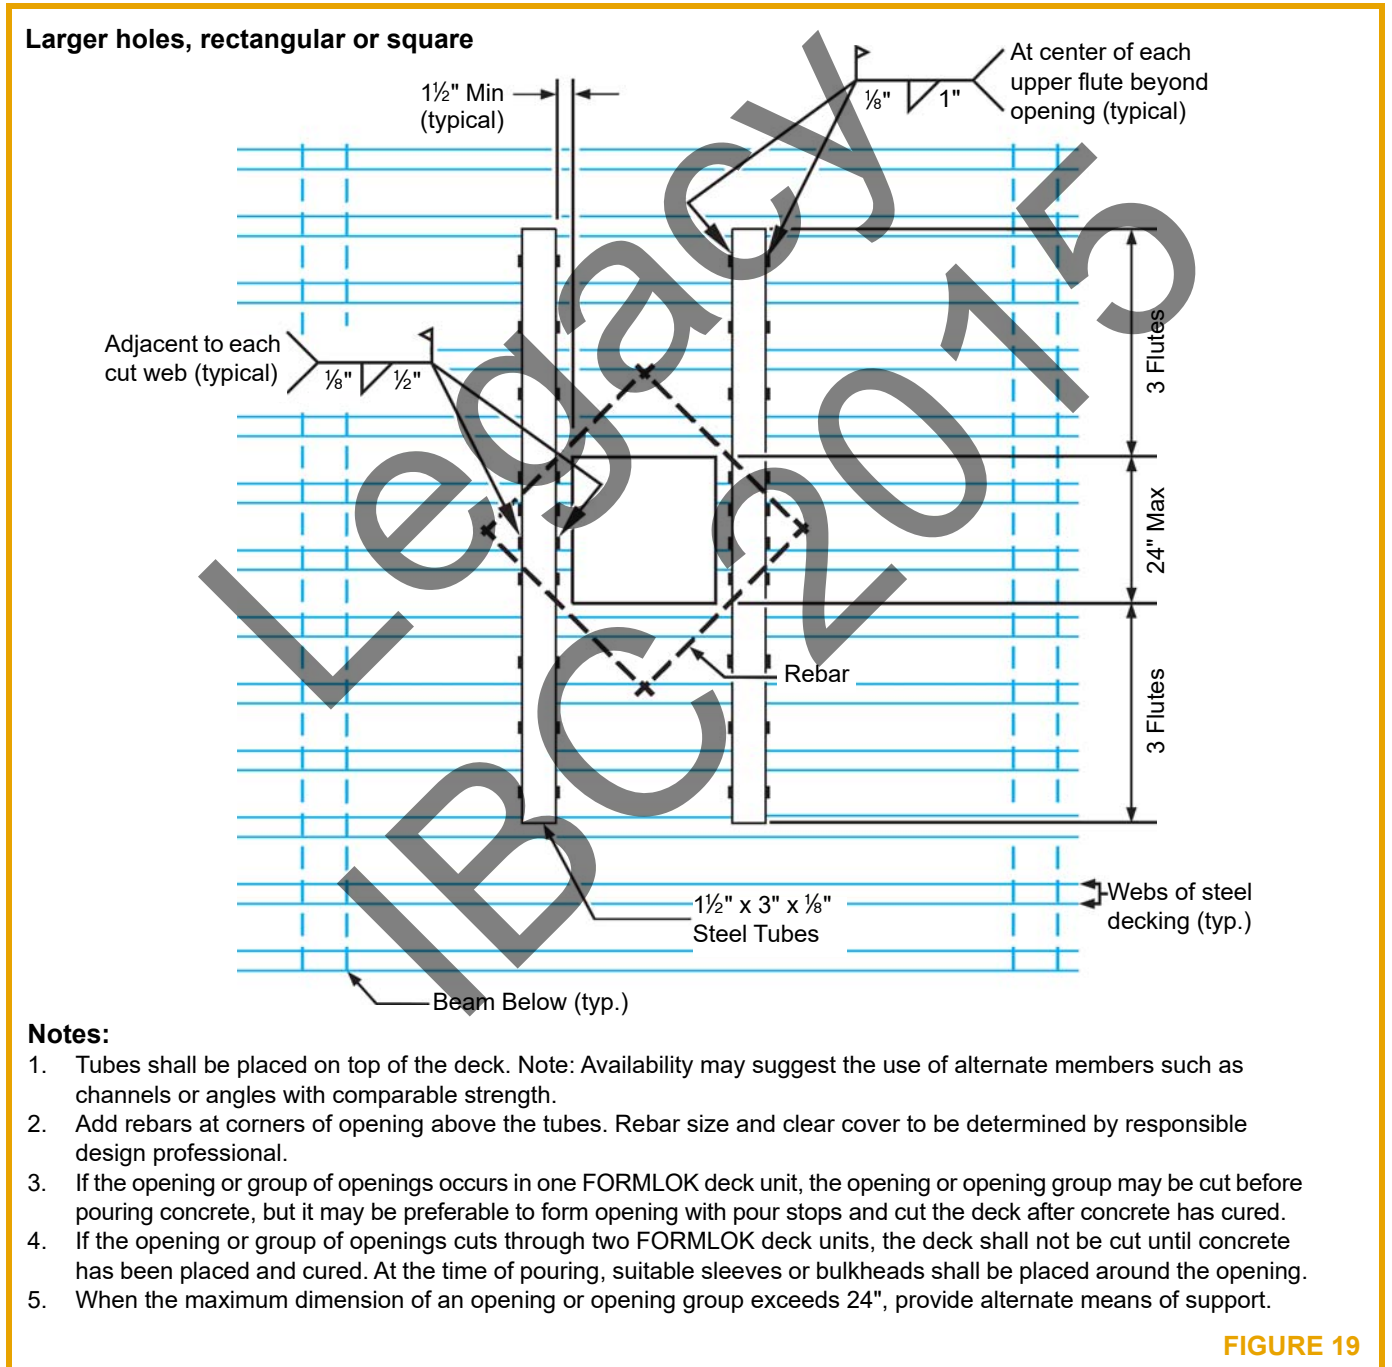 Larger holes, rectangular or square
1½" Min
(typical)
At center of each
upper flute beyond
opening (typical)
⅛"
1"
3 Flutes
Adjacent to each
cut web (typical)
⅛"
½"
24" Max
Rebar
3 Flutes
1½" x 3" x ⅛"
Steel Tubes
Webs of steel
decking (typ.)
Beam Below (typ.)
Legacy
IBC 2015
Notes:
1. Tubes shall be placed on top of the deck. Note: Availability may suggest the use of alternate members such as
channels or angles with comparable strength.
2. Add rebars at corners of opening above the tubes. Rebar size and clear cover to be determined by responsible
design professional.
3. If the opening or group of openings occurs in one FORMLOK deck unit, the opening or opening group may be cut before
pouring concrete, but it may be preferable to form opening with pour stops and cut the deck after concrete has cured.
4. If the opening or group of openings cuts through two FORMLOK deck units, the deck shall not be cut until concrete
has been placed and cured. At the time of pouring, suitable sleeves or bulkheads shall be placed around the opening.
5. When the maximum dimension of an opening or opening group exceeds 24", provide alternate means of support.
FIGURE 19